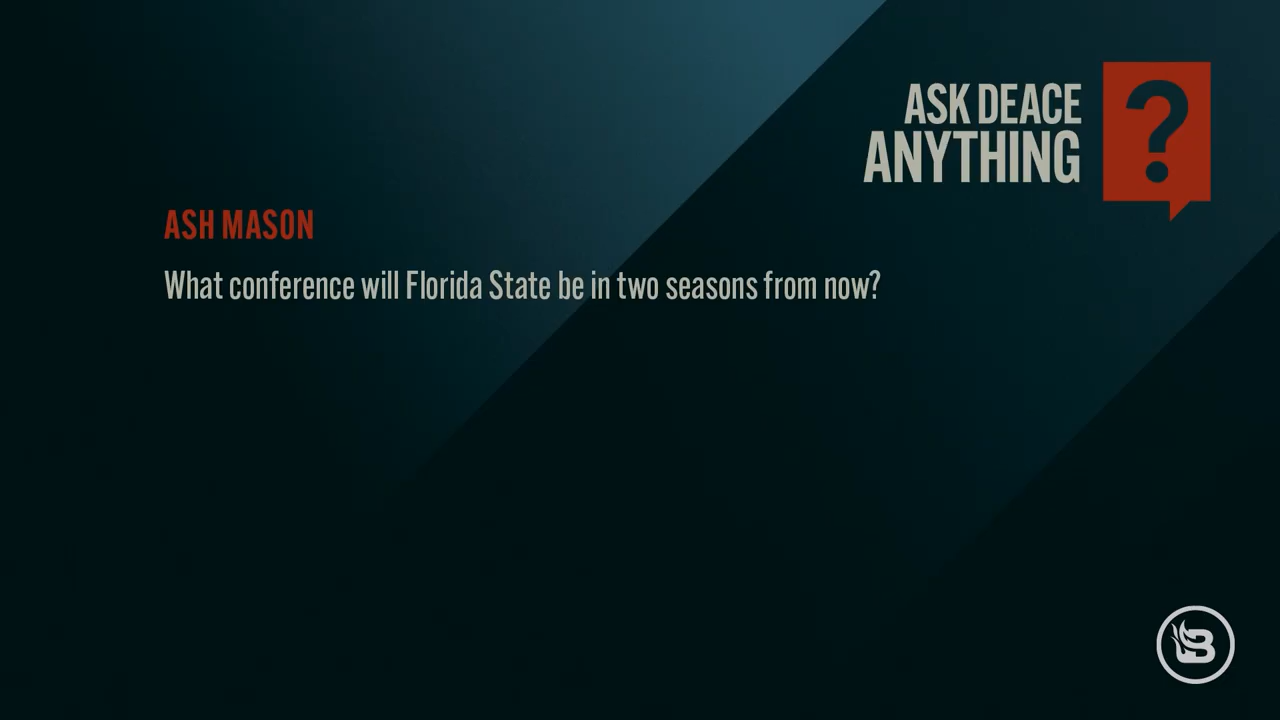 ASK DEACE
ANYTHING
?
ASH MASON
What conference will Florida State be in two seasons from now?
B